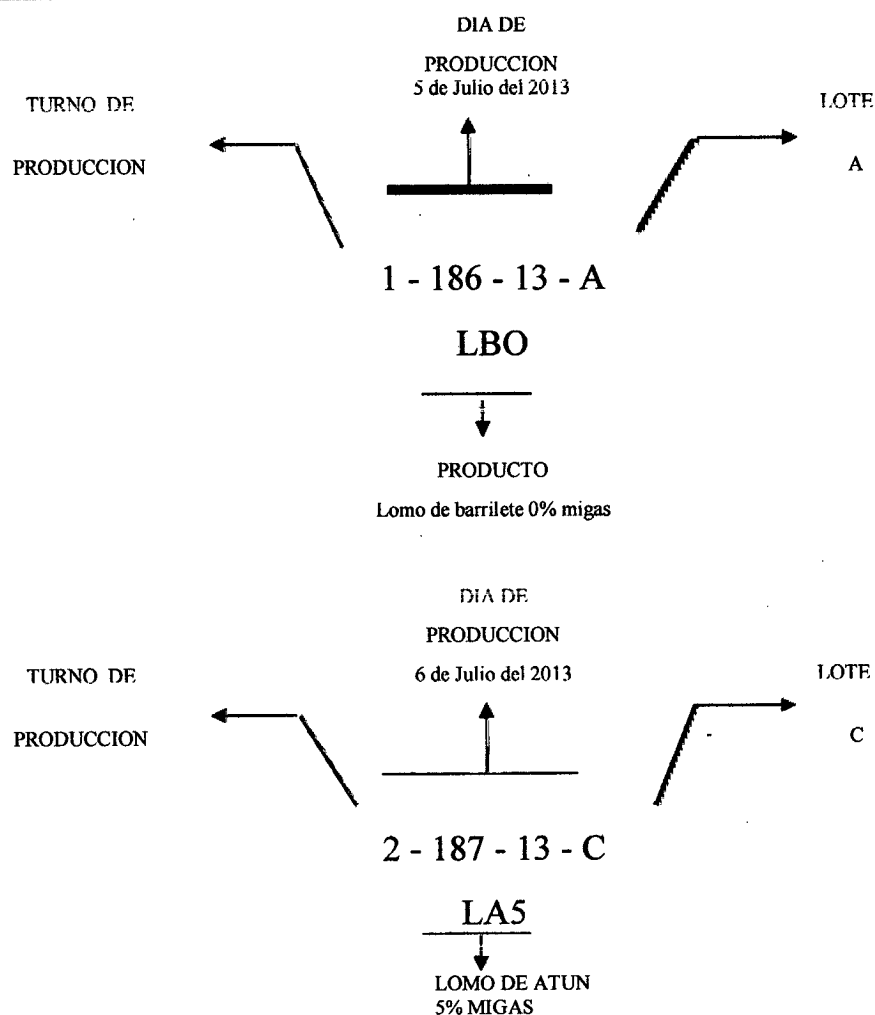 DIA DE
PRODUCCION
5 de Julio del 2013
TURNO DE
PRODUCCION
LOTE
A
1 - 186 - 13 - A
LBO
PRODUCTO
Lomo de barrilete 0% migas
DIA DE
PRODUCCION
6 de Julio del 2013
TURNO DE
PRODUCCION
LOTE
C
2 - 187 - 13 - C
LA5
LOMO DE ATUN
5% MIGAS